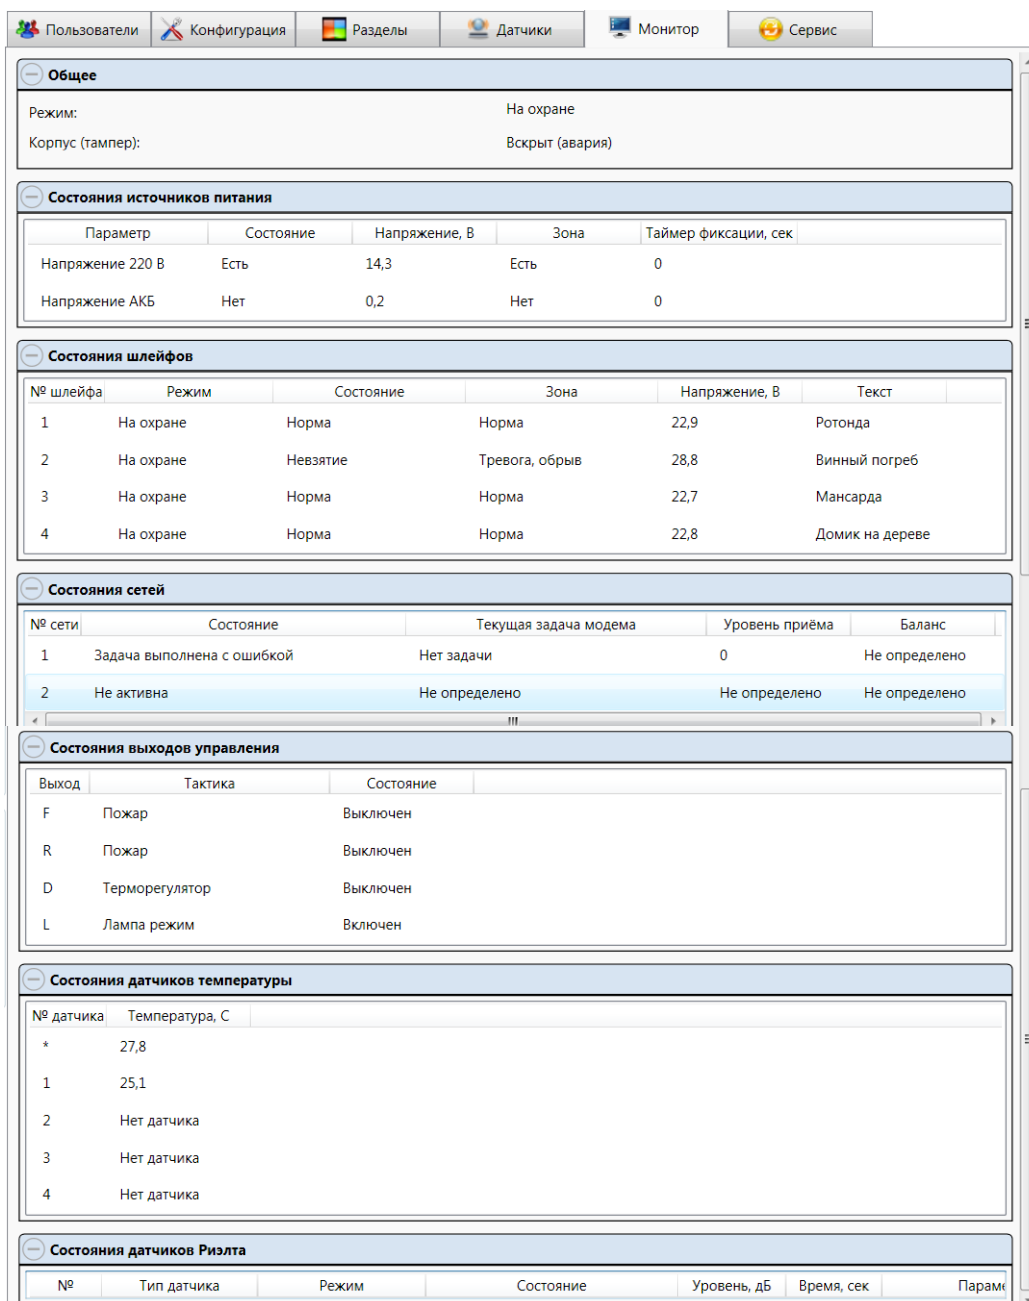 Пользователи Конфигурация Разделы Датчики Монитор Сервис
Общее
Режим: На охране
Корпус (тампер): Вскрыт (авария)
Состояния источников питания
Параметр Состояние Напряжение, В Зона Таймер фиксации, сек
Напряжение 220 В Есть 14,3 Есть 0
Напряжение АКБ Нет 0,2 Нет 0
Состояния шлейфов
№ шлейфа Режим Состояние Зона Напряжение, В Текст
1 На охране Норма Норма 22,9 Ротонда
2 На охране Невзятие Тревога, обрыв 28,8 Винный погреб
3 На охране Норма Норма 22,7 Мансарда
4 На охране Норма Норма 22,8 Домик на дереве
Состояния сетей
№ сети Состояние Текущая задача модема Уровень приёма Баланс
1 Задача выполнена с ошибкой Нет задачи 0 Не определено
2 Не активна Не определено Не определено Не определено
Состояния выходов управления
Выход Тактика Состояние
F Пожар Выключен
R Пожар Выключен
D Терморегулятор Выключен
L Лампа режим Включен
Состояния датчиков температуры
№ датчика Температура, С
* 27,8
1 25,1
2 Нет датчика
3 Нет датчика
4 Нет датчика
Состояния датчиков Риэлта
№ Тип датчика Режим Состояние Уровень, дБ Время, сек Параме